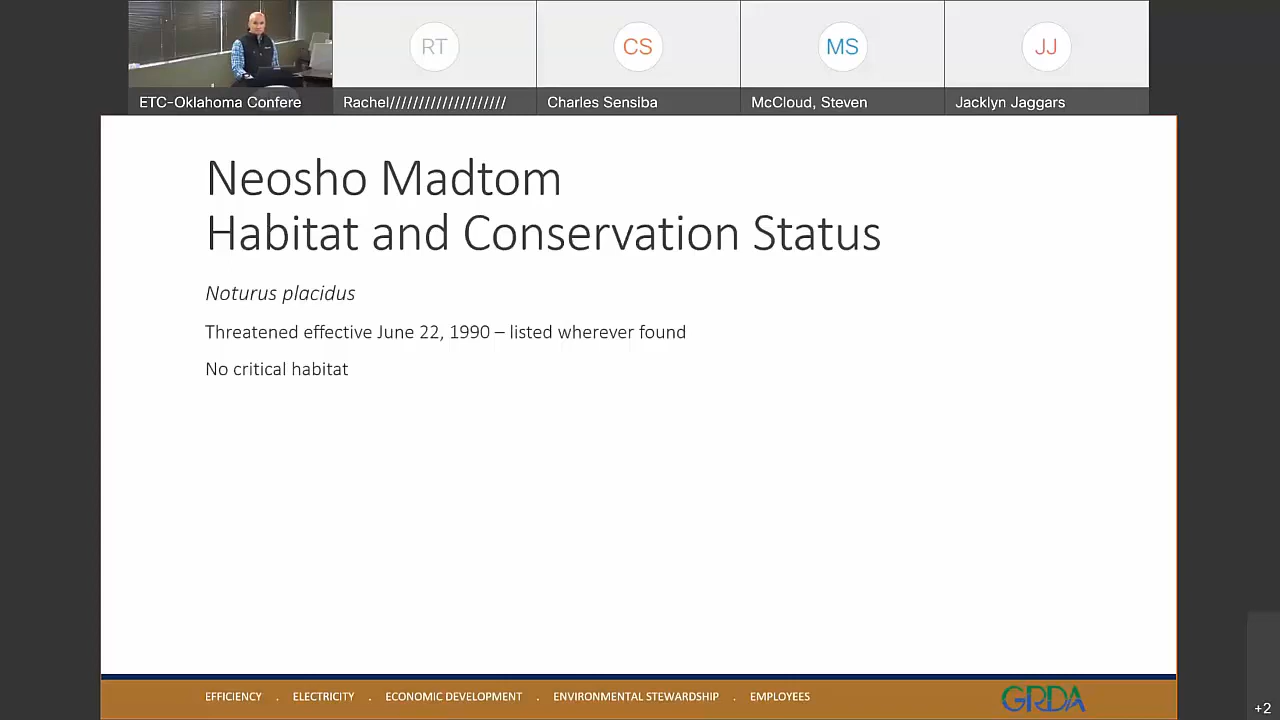 RT
CS
MS
JJ
ETC-Oklahoma Confere
Rachel////////////////////
Charles Sensiba
McCloud, Steven
Jacklyn Jaggars
Neosho Madtom
Habitat and Conservation Status
Noturus placidus
Threatened effective June 22, 1990 – listed wherever found
No critical habitat
EFFICIENCY . ELECTRICITY . ECONOMIC DEVELOPMENT . ENVIRONMENTAL STEWARDSHIP . EMPLOYEES
GRDA
+2